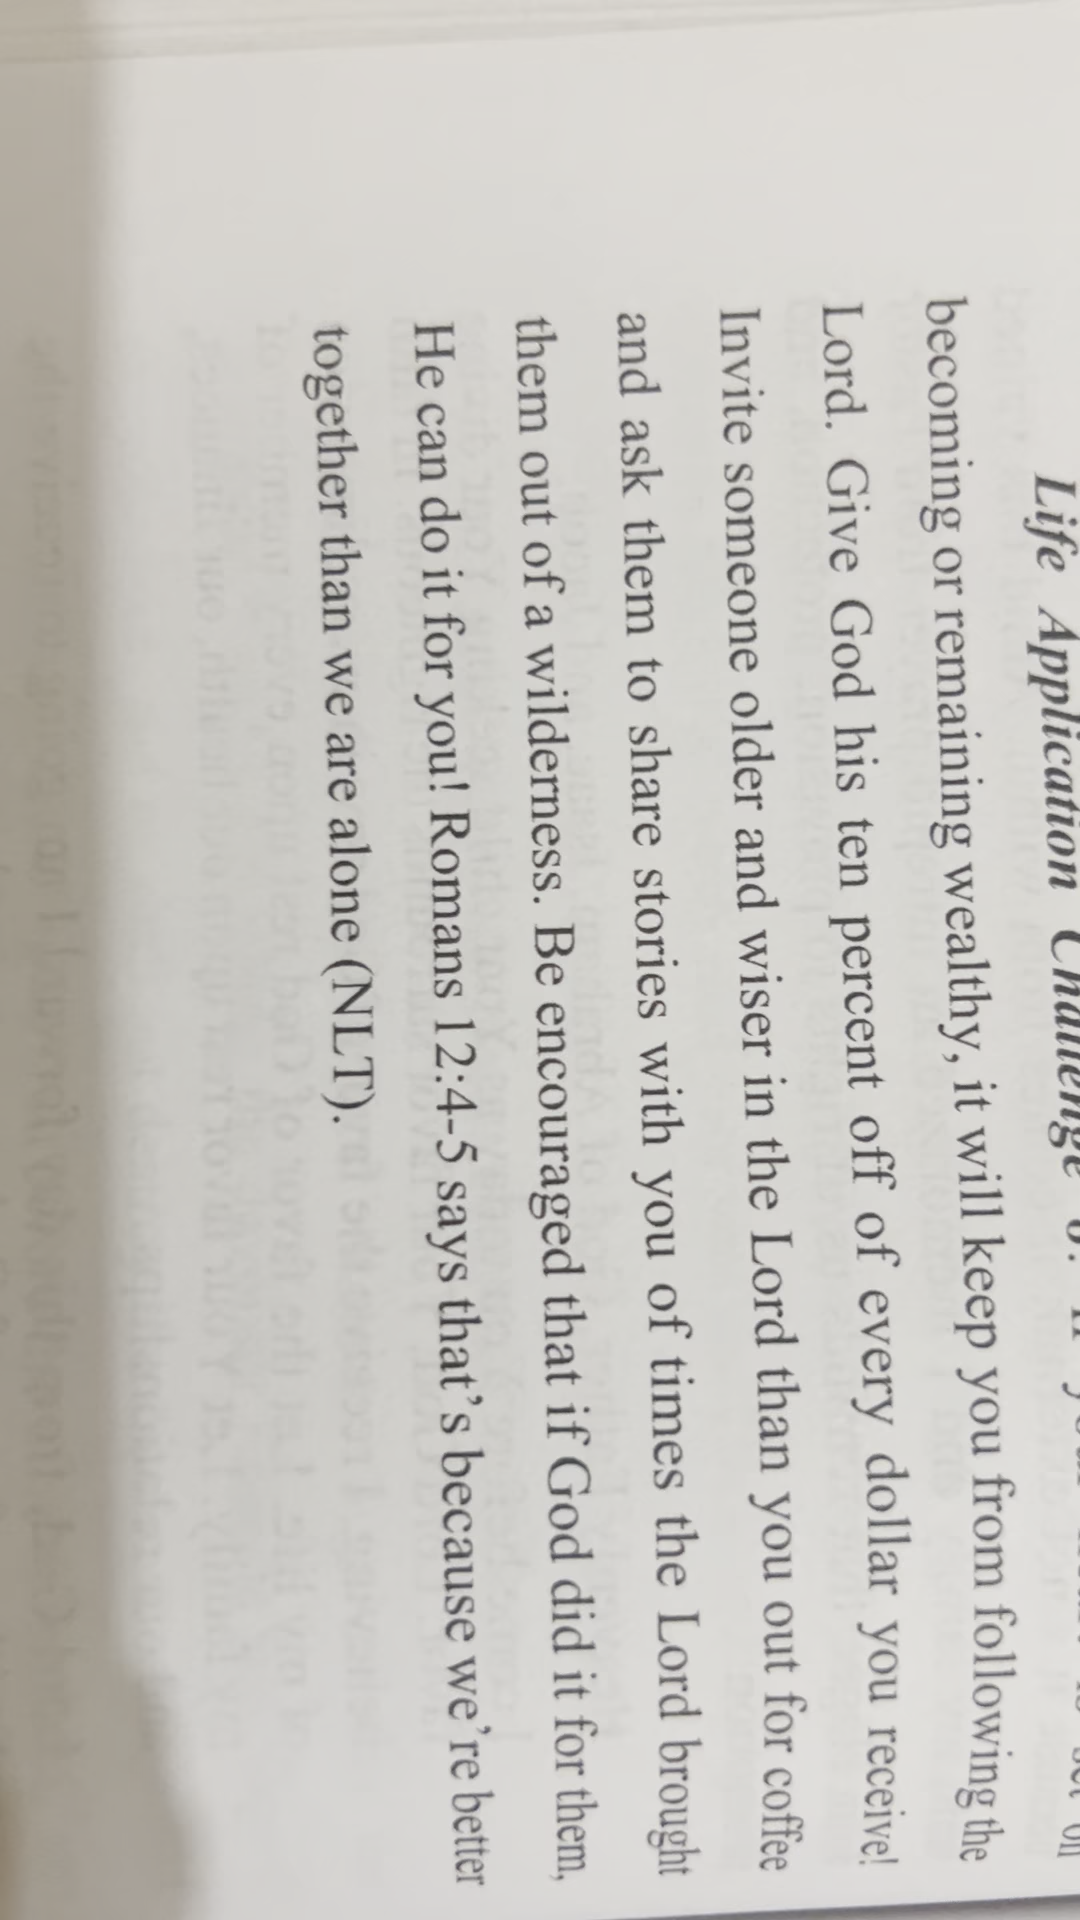 Life Application Challenge
becoming or remaining wealthy, it will keep you from following the
Lord. Give God his ten percent off of every dollar you receive!
Invite someone older and wiser in the Lord than you out for coffee
and ask them to share stories with you of times the Lord brought
them out of a wilderness. Be encouraged that if God did it for them,
He can do it for you! Romans 12:4-5 says that's because we're better
together than we are alone (NLT).